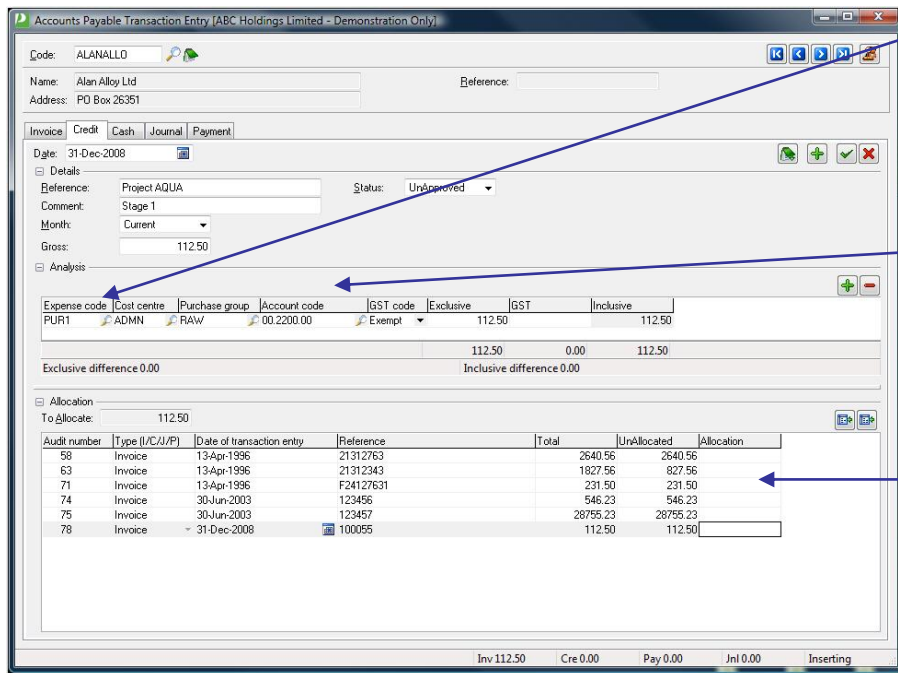 Accounts Payable Transaction Entry [ABC Holdings Limited - Demonstration Only]
Code: ALANALLO
Name: Alan Alloy Ltd Reference:
Address: PO Box 26351
Invoice Credit Cash Journal Payment
Date: 31-Dec-2008
Details
Reference: Project AQUA Status: UnApproved
Comment: Stage 1
Month: Current
Gross: 112.50
Analysis
Expense code Cost centre Purchase group Account code GST code Exclusive GST Inclusive
PUR1 ADMN RAW 00.2200.00 Exempt 112.50 112.50
112.50 0.00 112.50
Exclusive difference 0.00 Inclusive difference 0.00
Allocation
To Allocate: 112.50
Audit number Type (I/C/J/P) Date of transaction entry Reference Total UnAllocated Allocation
58 Invoice 13-Apr-1996 21312763 2640.56 2640.56
63 Invoice 13-Apr-1996 21312343 1827.56 827.56
71 Invoice 13-Apr-1996 F24127631 231.50 231.50
74 Invoice 30-Jun-2003 123456 546.23 546.23
75 Invoice 30-Jun-2003 123457 28755.23 28755.23
78 Invoice 31-Dec-2008 100055 112.50 112.50
Inv 112.50 Cre 0.00 Pay 0.00 Jnl 0.00 Inserting